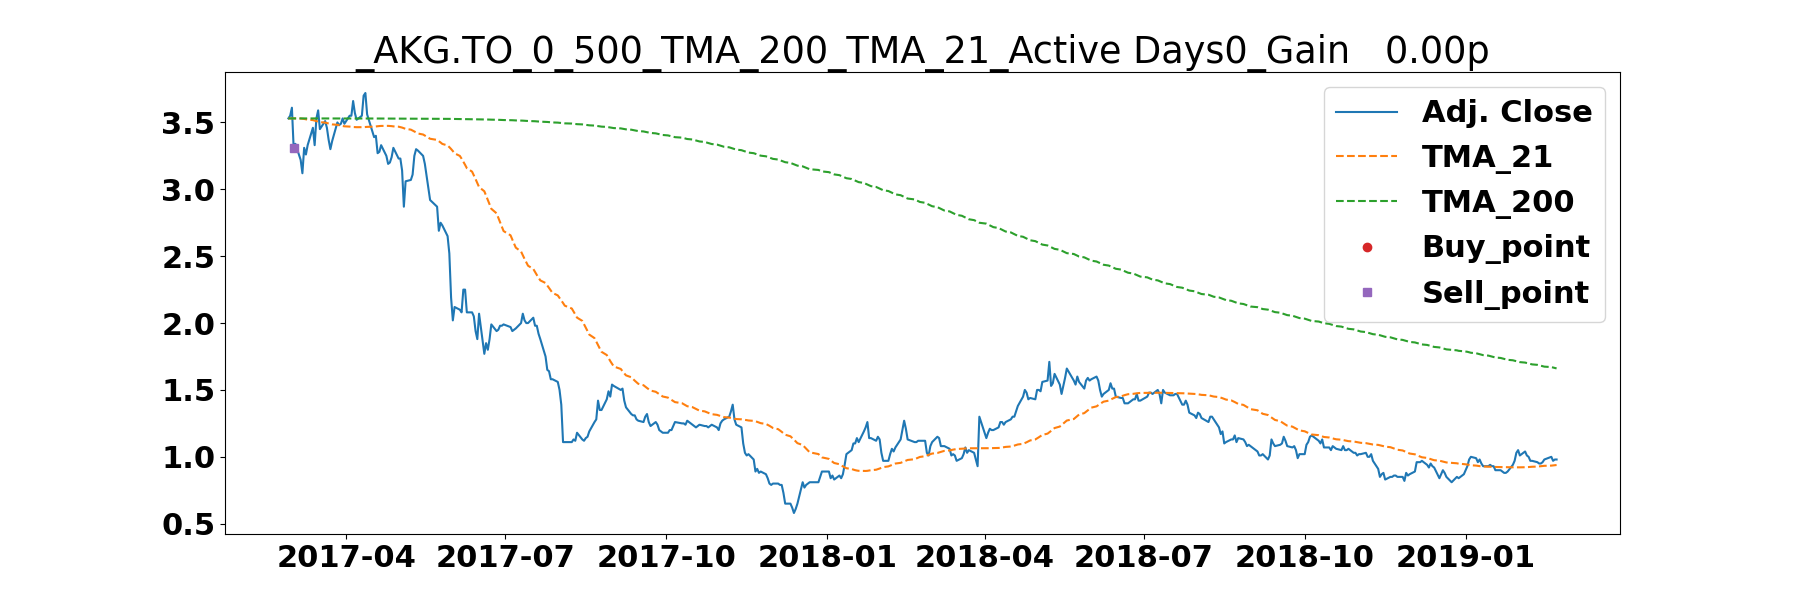 _AKG.TO_0_500_TMA_200_TMA_21_Active Days0_Gain   0.00p
Adj. Close
TMA_21
TMA_200
Buy_point
Sell_point
3.5
3.0
2.5
2.0
1.5
1.0
0.5
2017-04 2017-07 2017-10 2018-01 2018-04 2018-07 2018-10 2019-01